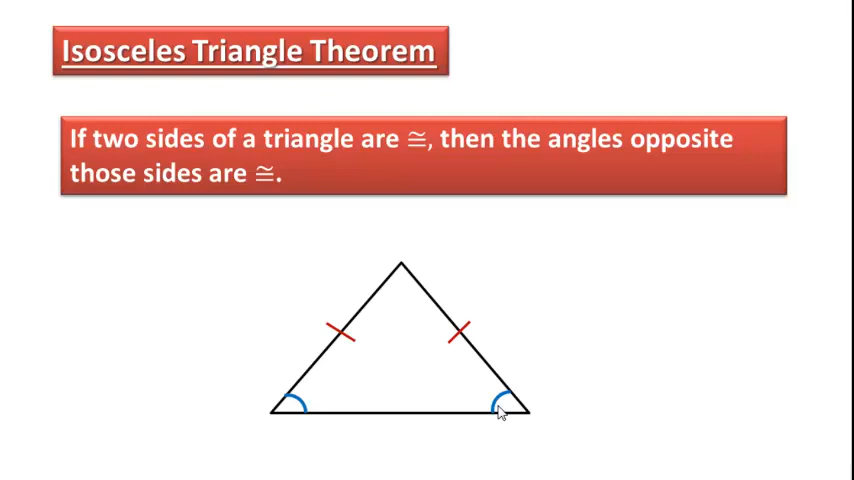 Isosceles Triangle Theorem
If two sides of a triangle are ≅, then the angles opposite
those sides are ≅.